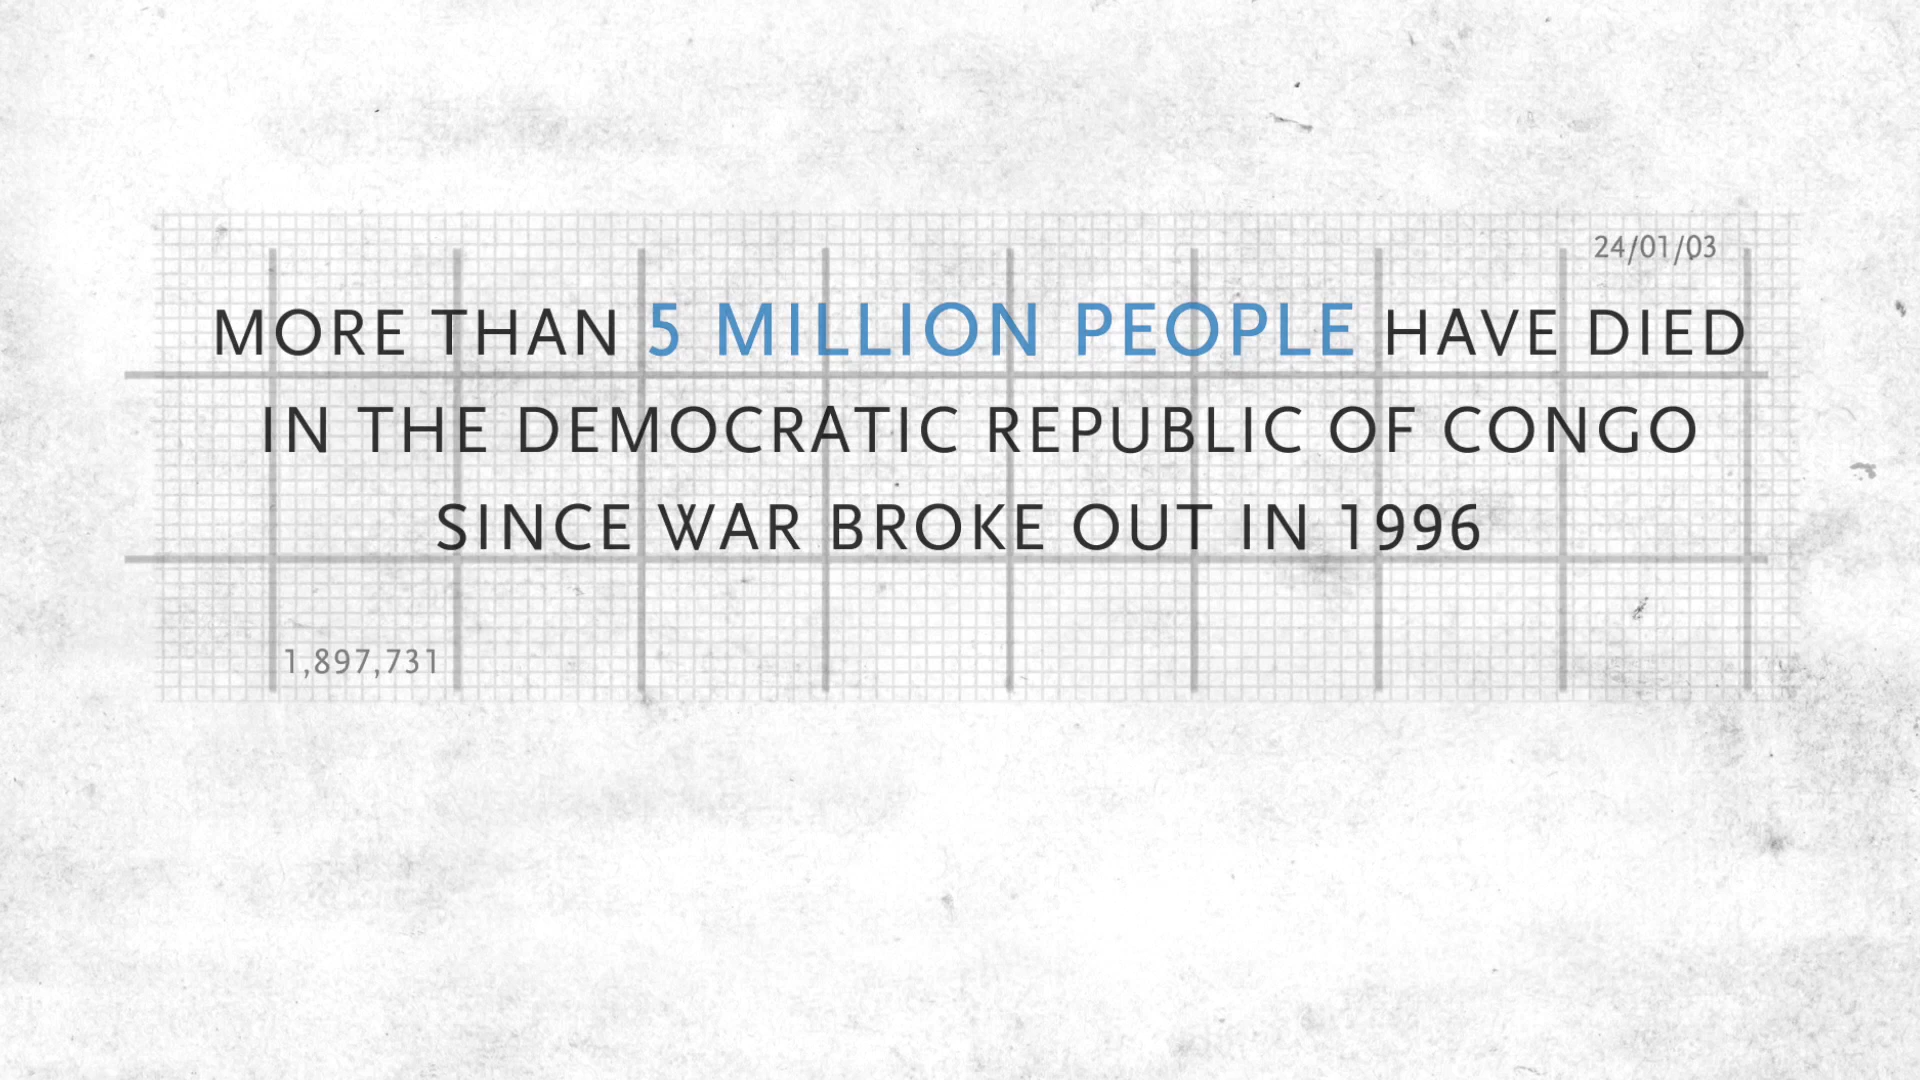 24/01/03
MORE THAN 5 MILLION PEOPLE HAVE DIED
IN THE DEMOCRATIC REPUBLIC OF CONGO
SINCE WAR BROKE OUT IN 1996
1,897,731